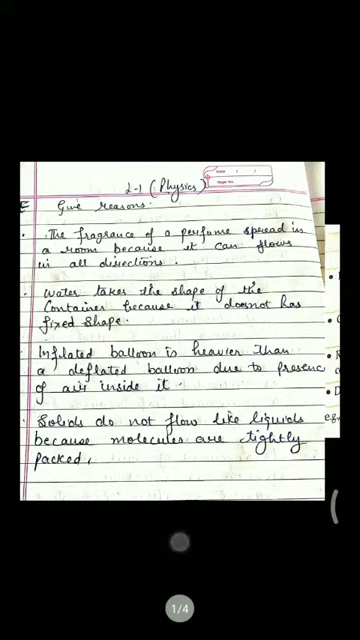 Date / /
Page No.
L-1 (Physics)
E Give reasons.
. The fragrance of a perfume spread in
a room because it can flows
in all directions.
. Water takes the shape of the
Container because it doesnot has
fixed shape.
. Inflated balloon is heavier than
a deflated balloon due to presence
of air inside it.
. Solids do not flow like liquids
because molecules are tightly
packed,
e.g.
1/4